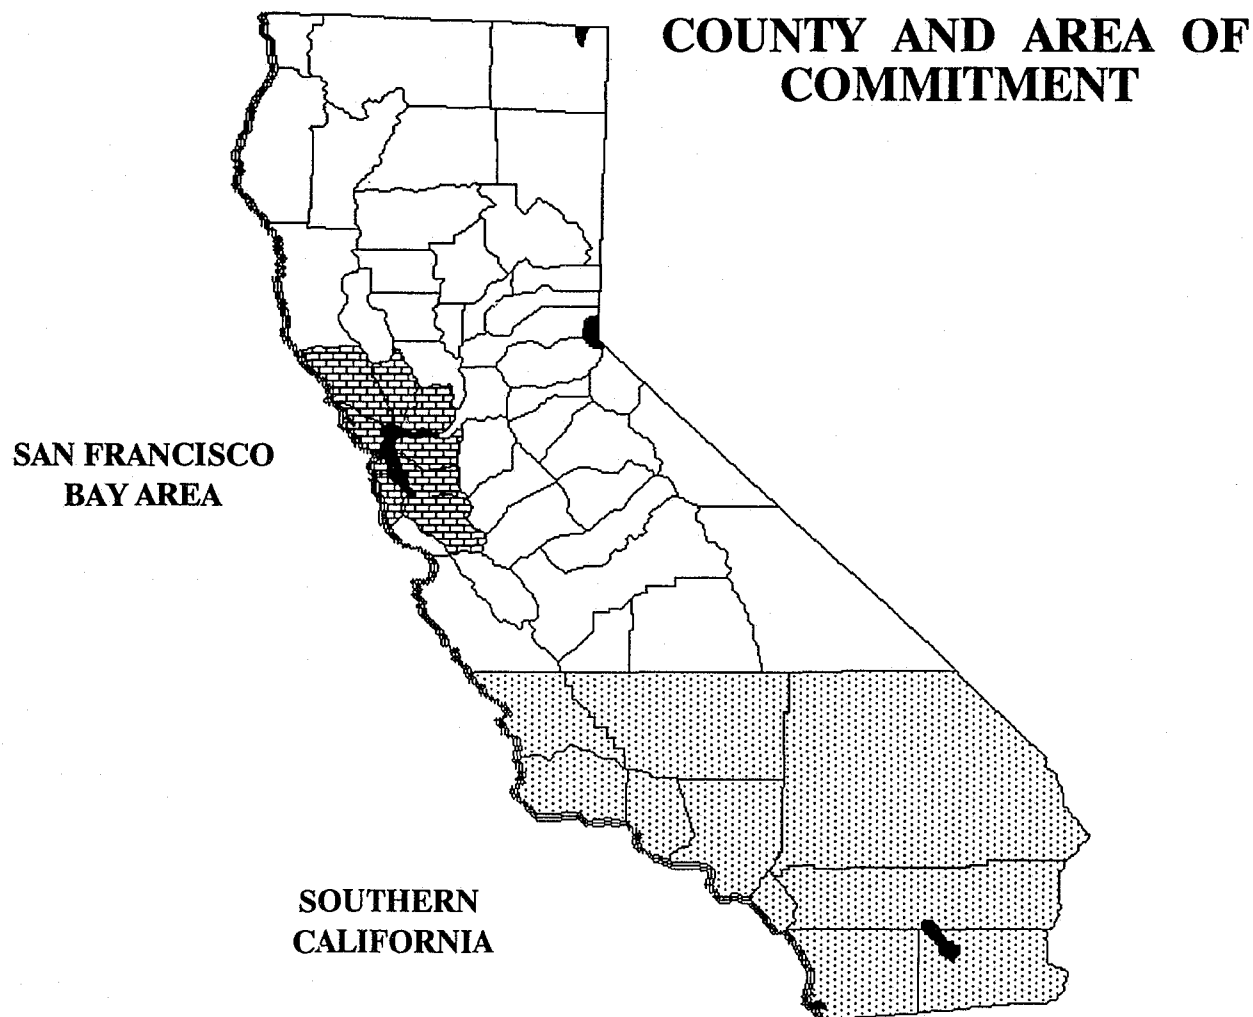 COUNTY AND AREA OF
COMMITMENT
SAN FRANCISCO
BAY AREA
SOUTHERN
CALIFORNIA